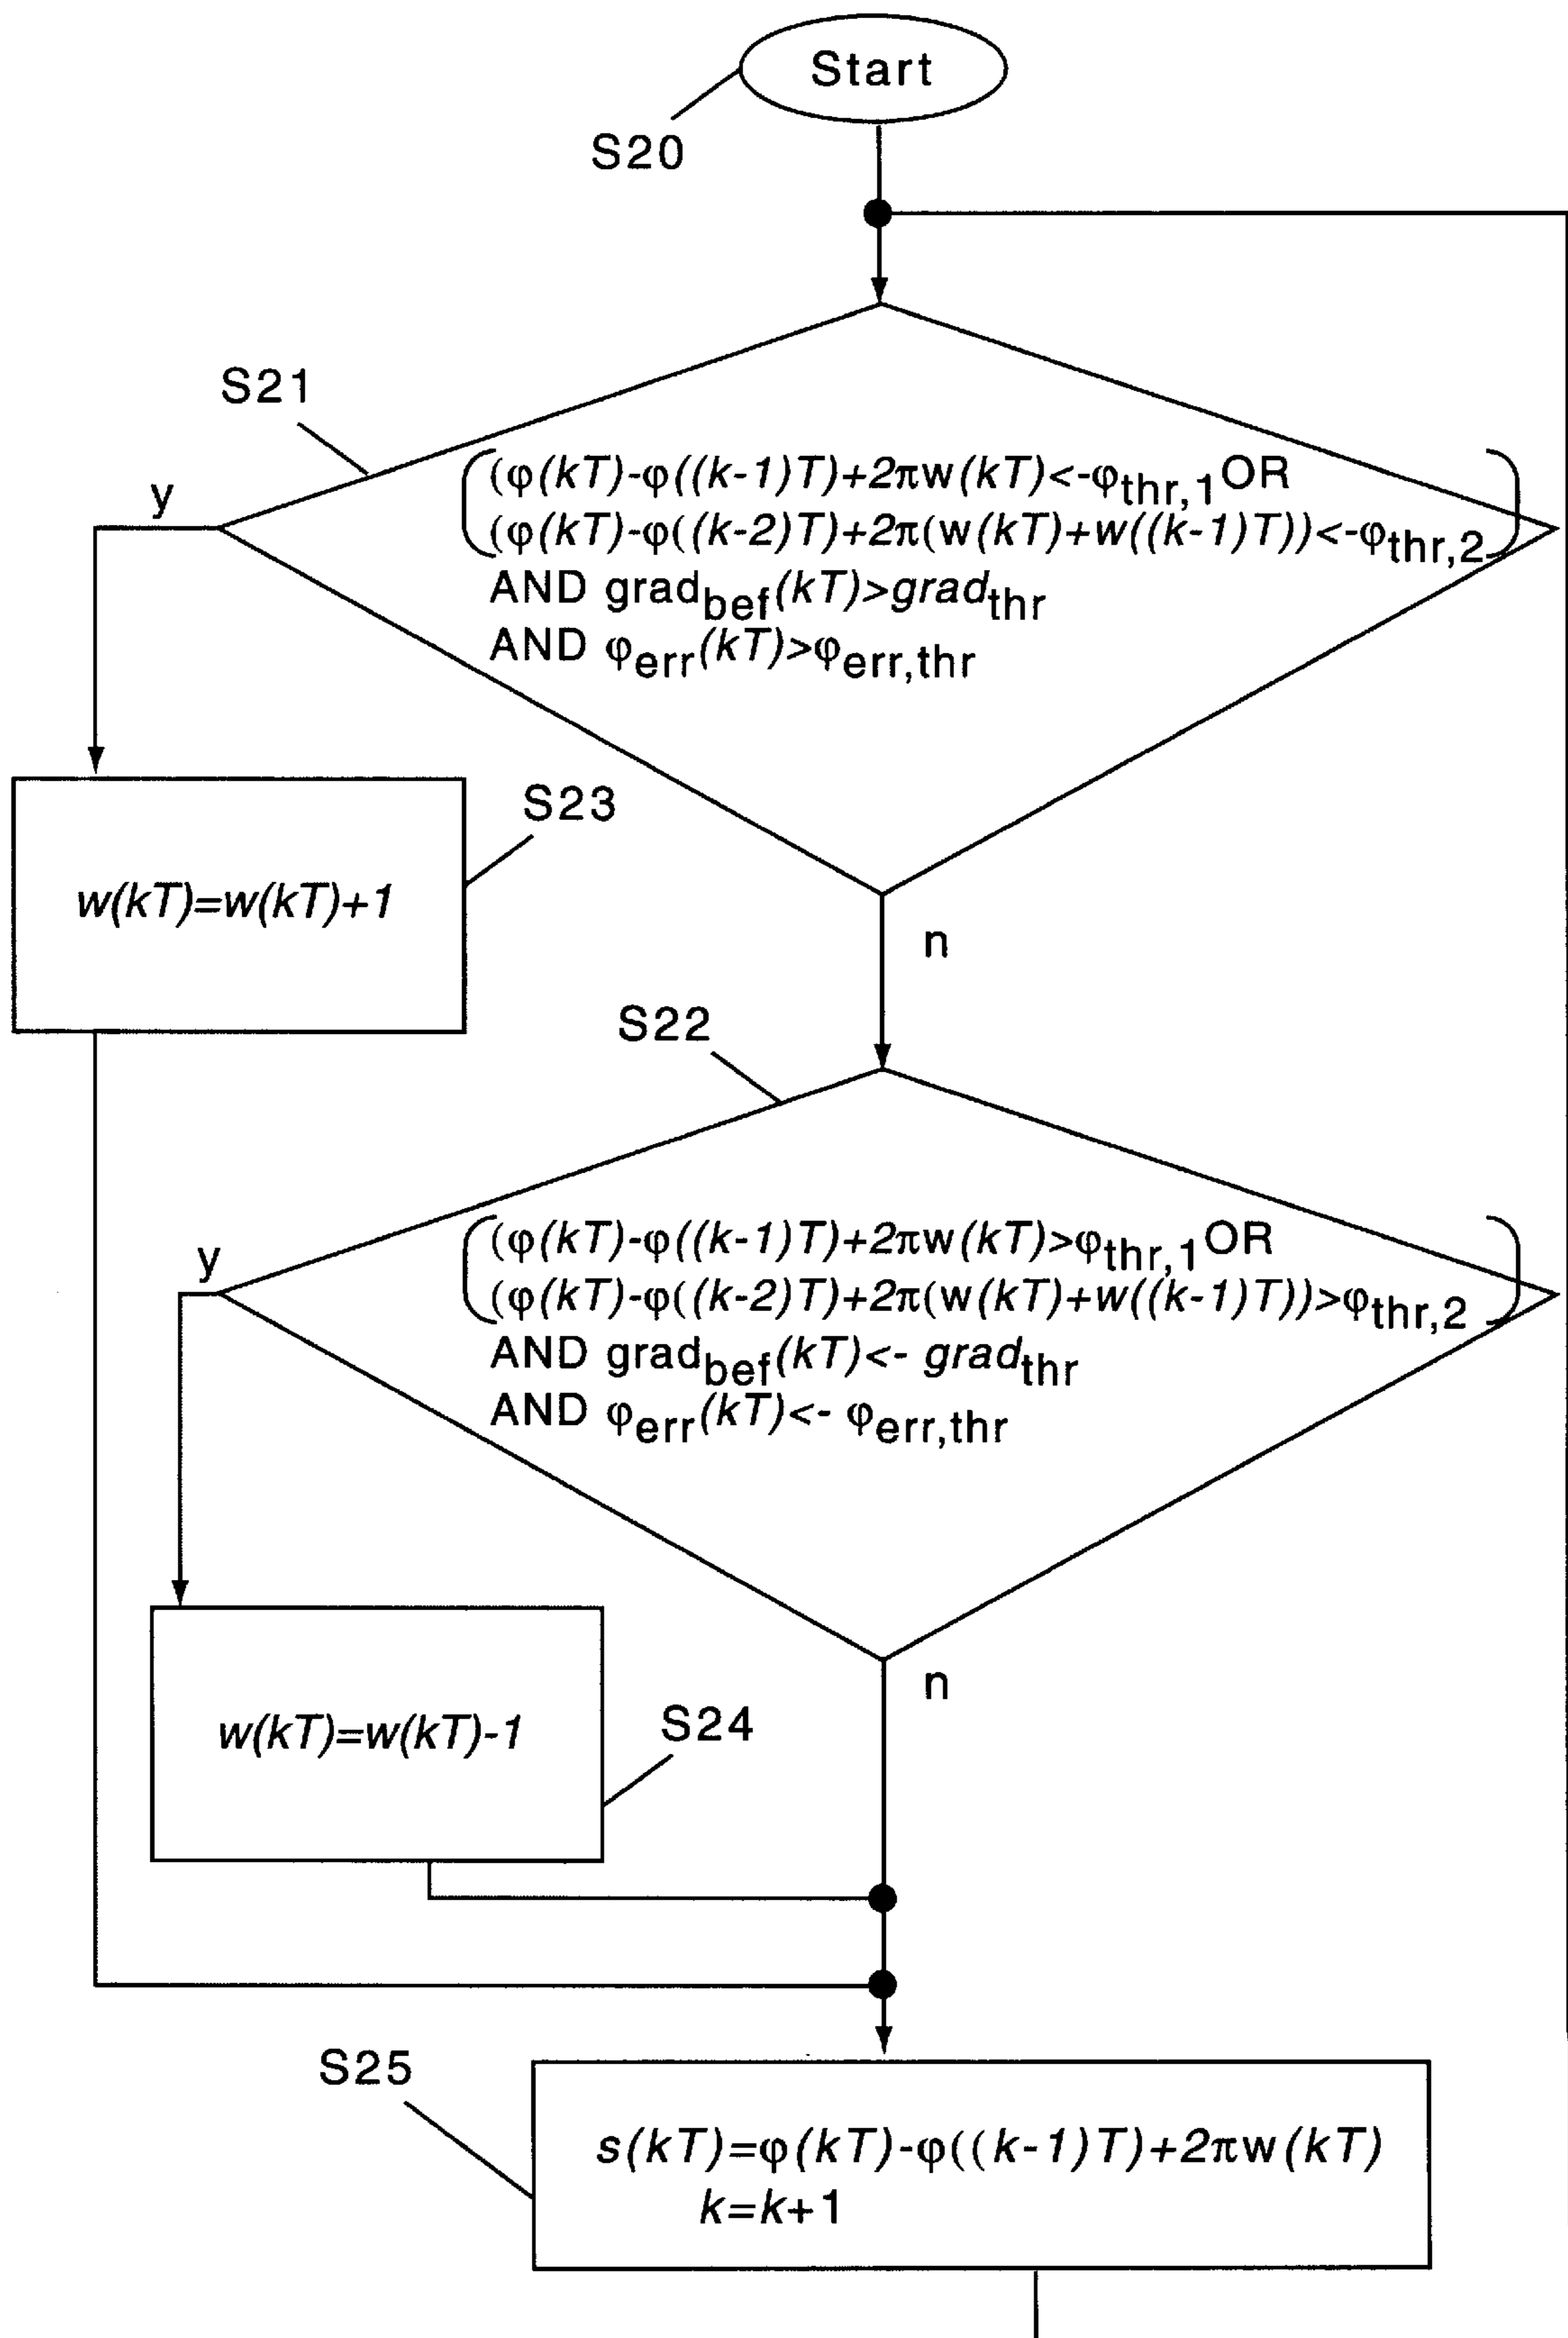 Start
S20
S21
y
(φ(kT)-φ((k-1)T)+2πw(kT)<-φthr,1 OR
(φ(kT)-φ((k-2)T)+2π(w(kT)+w((k-1)T))<-φthr,2
AND gradbef(kT)>gradthr
AND φerr(kT)>φerr,thr
S23
w(kT)=w(kT)+1
n
S22
y
(φ(kT)-φ((k-1)T)+2πw(kT)>φthr,1 OR
(φ(kT)-φ((k-2)T)+2π(w(kT)+w((k-1)T))>φthr,2
AND gradbef(kT)<- gradthr
AND φerr(kT)<- φerr,thr
n
w(kT)=w(kT)-1
S24
S25
s(kT)=φ(kT)-φ((k-1)T)+2πw(kT)
k=k+1